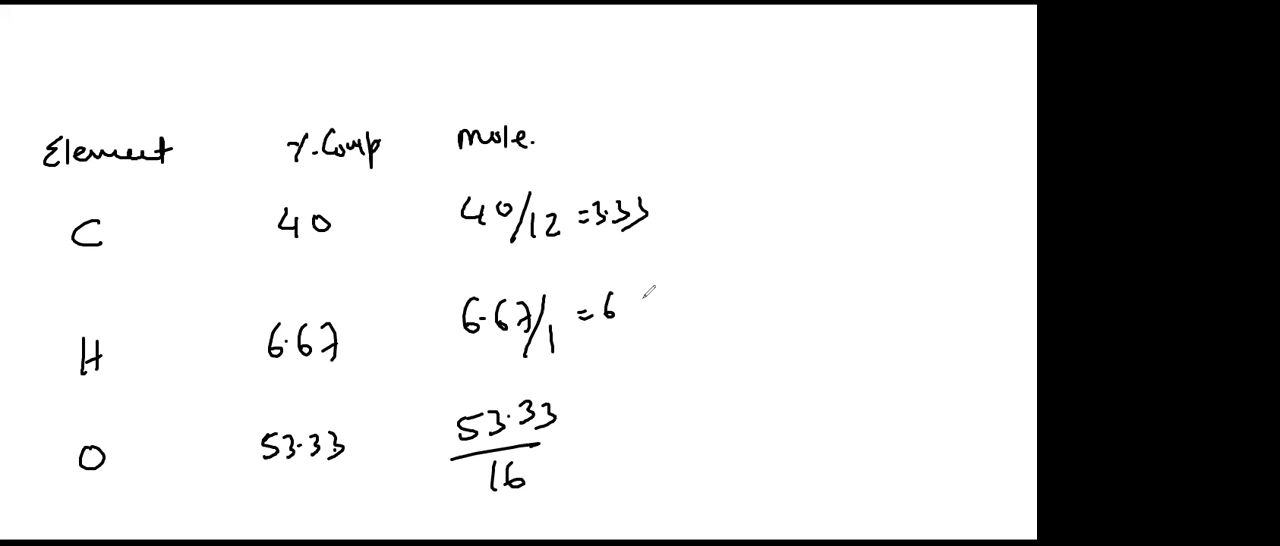 Element %.Comp mole.
C 40 40/12 =3.33
H 6.67 6.67/1 = 6
O 53.33 53.33/16